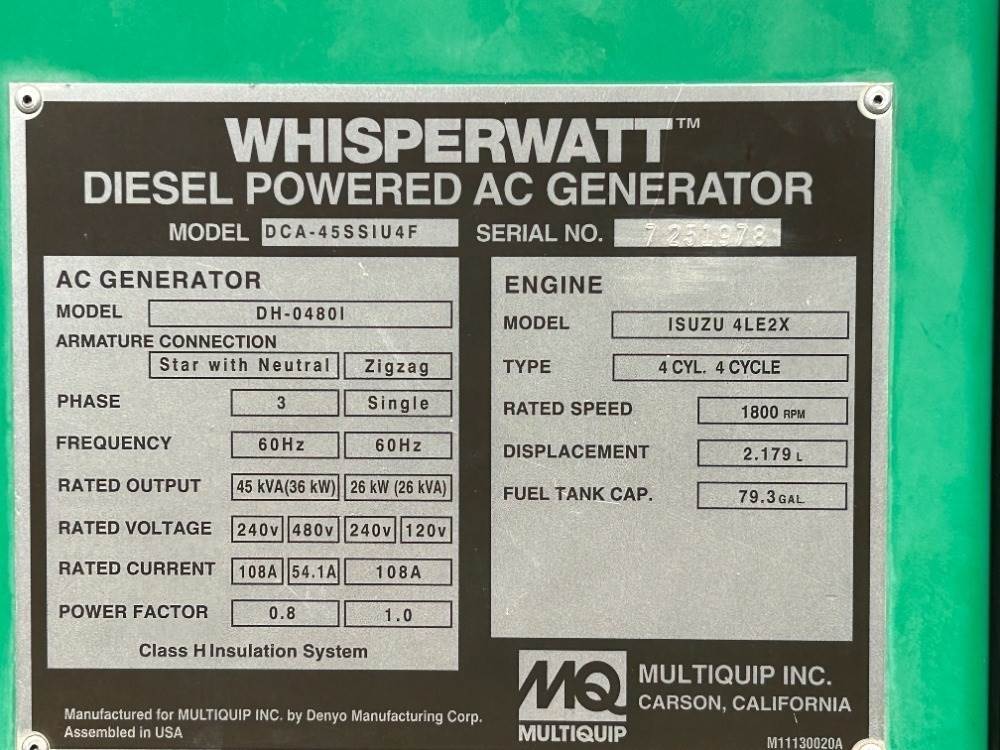 WHISPERWATT™
DIESEL POWERED AC GENERATOR
MODEL DCA-45SSIU4F SERIAL NO. 7251978
AC GENERATOR
MODEL DH-0480I
ARMATURE CONNECTION
Star with Neutral Zigzag
PHASE 3 Single
FREQUENCY 60Hz 60Hz
RATED OUTPUT 45 kVA(36 kW) 26 kW (26 kVA)
RATED VOLTAGE 240v 480v 240v 120v
RATED CURRENT 108A 54.1A 108A
POWER FACTOR 0.8 1.0
Class H Insulation System
ENGINE
MODEL ISUZU 4LE2X
TYPE 4 CYL. 4 CYCLE
RATED SPEED 1800 RPM
DISPLACEMENT 2.179 L
FUEL TANK CAP. 79.3 GAL.
Manufactured for MULTIQUIP INC. by Denyo Manufacturing Corp.
Assembled in USA
MQ
MULTIQUIP
MULTIQUIP INC.
CARSON, CALIFORNIA
M11130020A